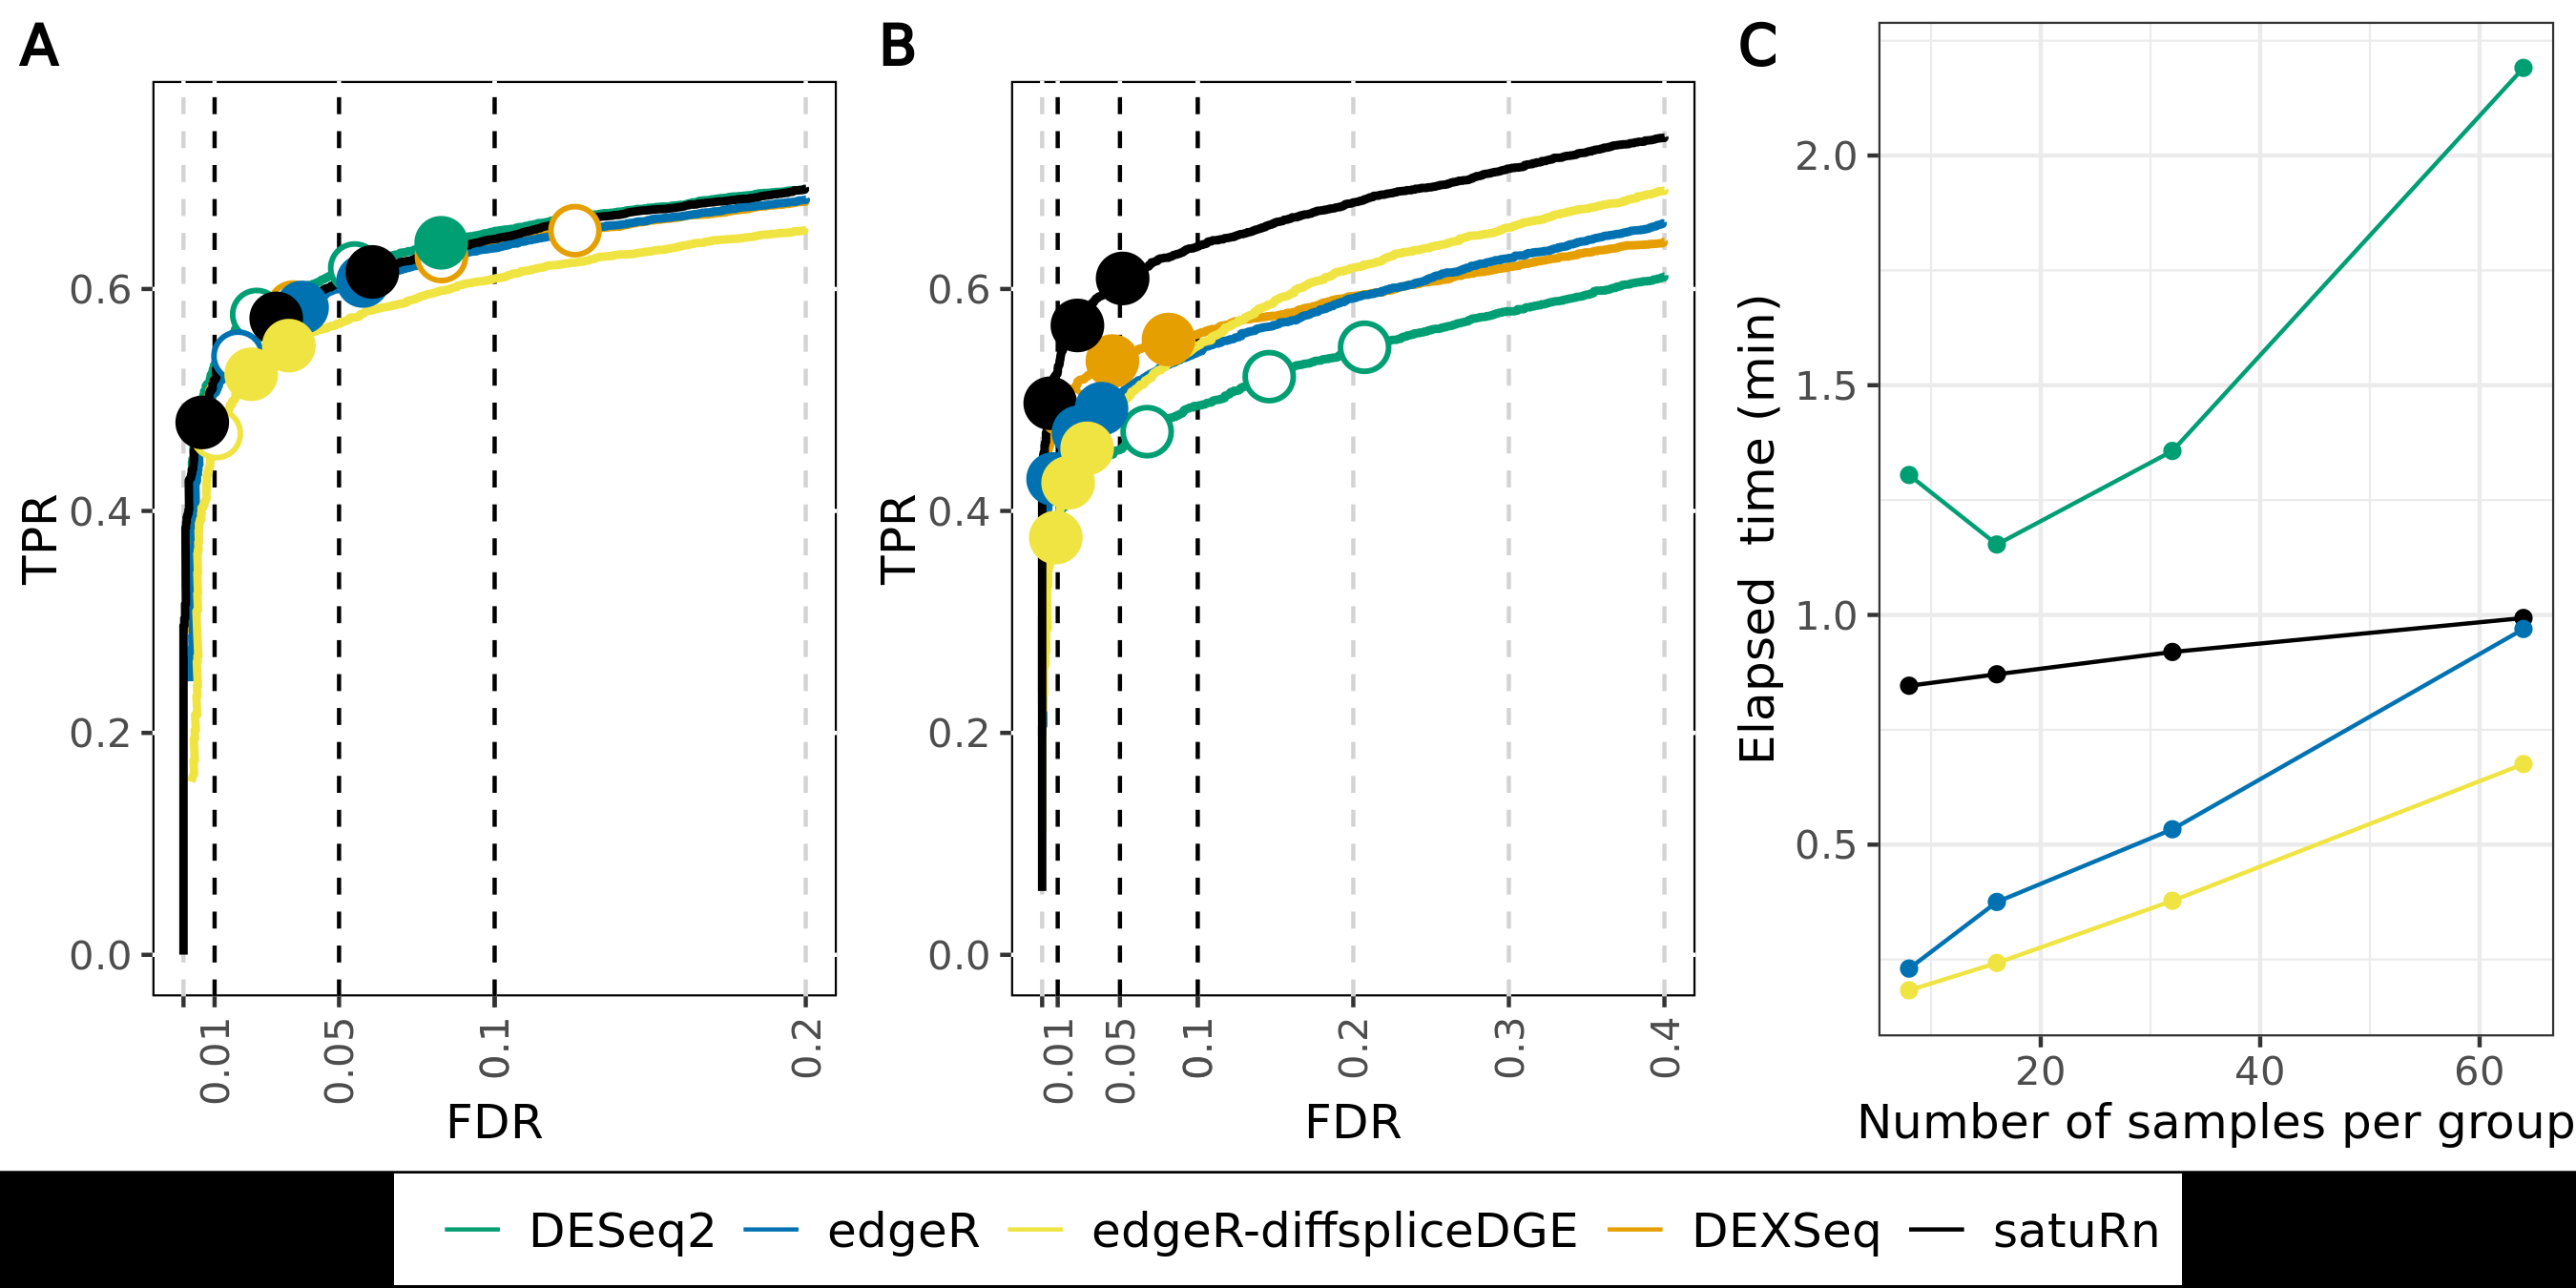 A
B
C
TPR
0.6
0.4
0.2
0.0
0.01
0.05
0.1
0.2
FDR
TPR
0.6
0.4
0.2
0.0
0.01
0.05
0.1
0.2
0.3
0.4
FDR
Elapsed time (min)
2.0
1.5
1.0
0.5
20
40
60
Number of samples per group
DESeq2 edgeR edgeR-diffspliceDGE DEXSeq satuRn